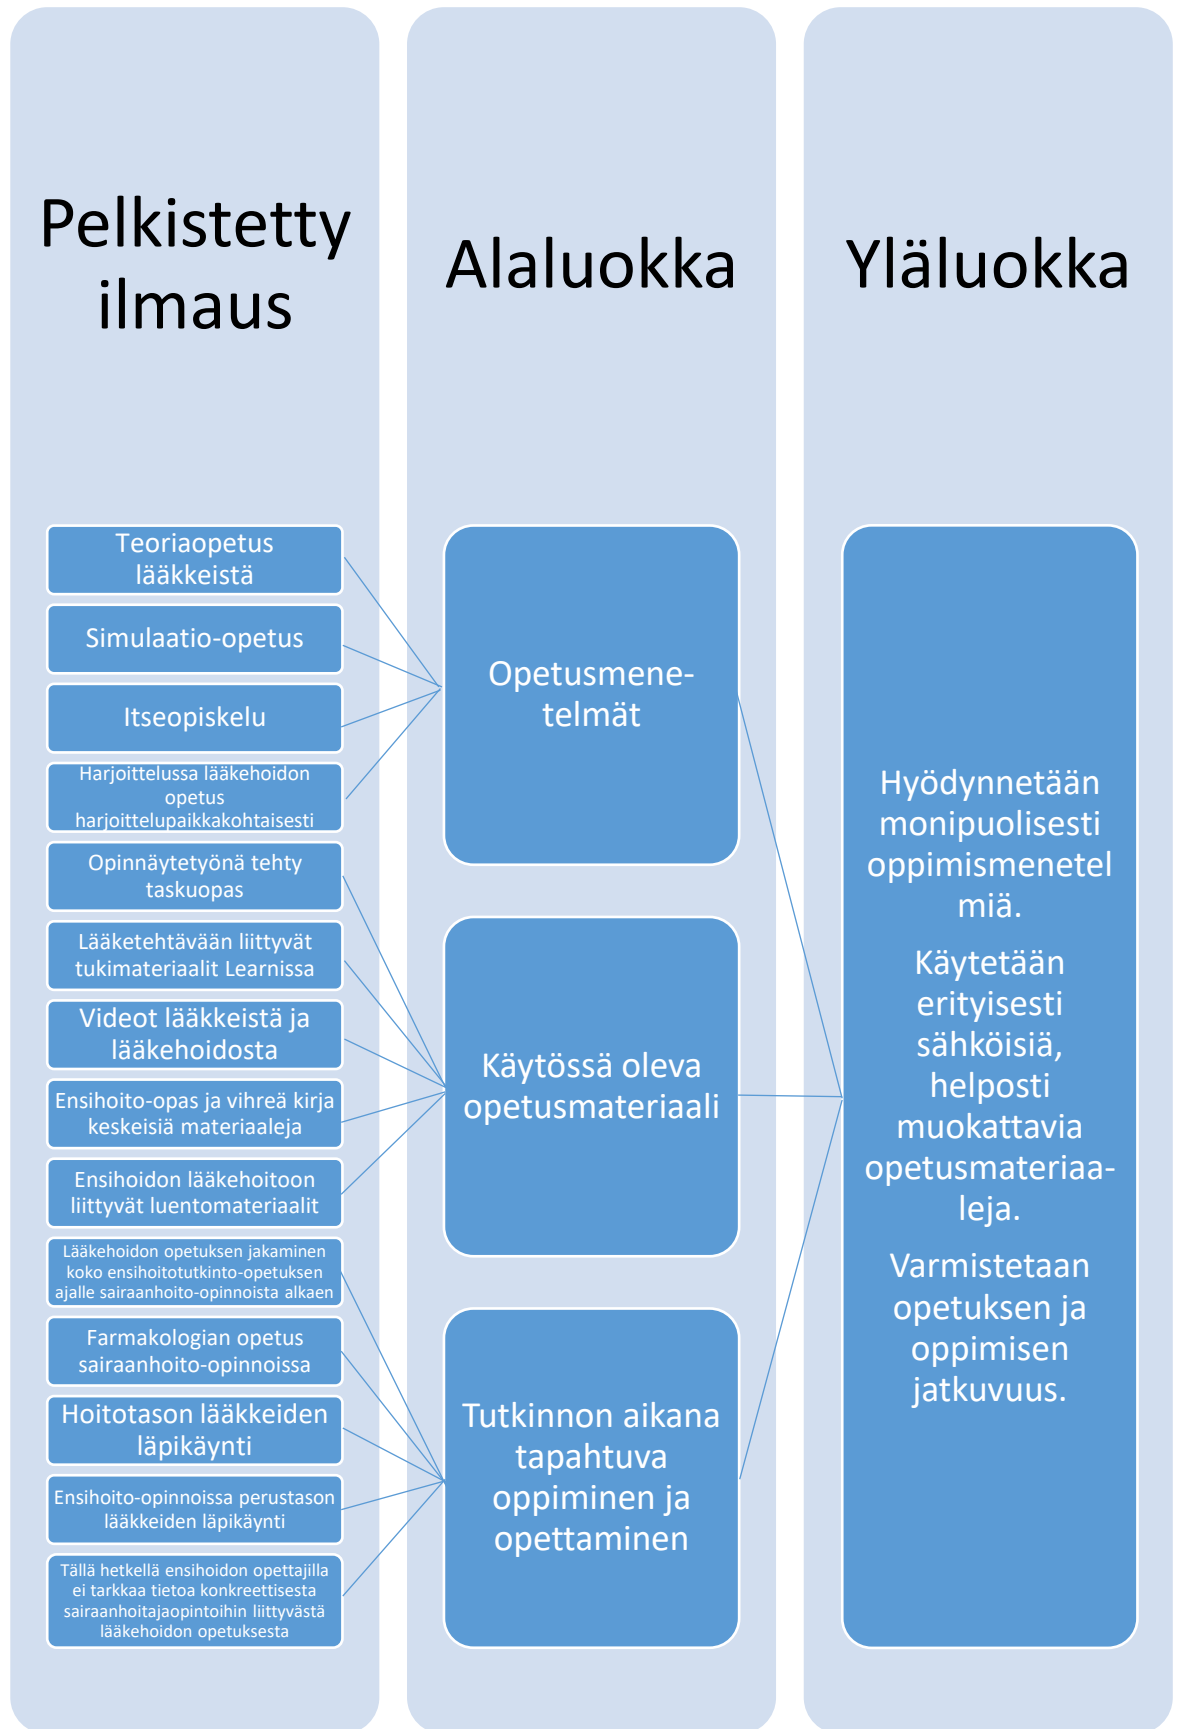 Pelkistetty
ilmaus
Teoriaopetus
lääkkeistä
Simulaatio-opetus
Itseopiskelu
Harjoittelussa lääkehoidon
opetus
harjoittelupaikkakohtaisesti
Opinnäytetyönä tehty
taskuopas
Lääketehtävään liittyvät
tukimateriaalit Learnissa
Videot lääkkeistä ja
lääkehoidosta
Ensihoito-opas ja vihreä kirja
keskeisiä materiaaleja
Ensihoidon lääkehoitoon
liittyvät luentomateriaalit
Lääkehoidon opetuksen jakaminen
koko ensihoitotutkinto-opetuksen
ajalle sairaanhoito-opinnoista alkaen
Farmakologian opetus
sairaanhoito-opinnoissa
Hoitotason lääkkeiden
läpikäynti
Ensihoito-opinnoissa perustason
lääkkeiden läpikäynti
Tällä hetkellä ensihoidon opettajilla
ei tarkkaa tietoa konkreettisesta
sairaanhoitajaopintoihin liittyvästä
lääkehoidon opetuksesta
Alaluokka
Opetusmene-
telmät
Käytössä oleva
opetusmateriaali
Tutkinnon aikana
tapahtuva
oppiminen ja
opettaminen
Yläluokka
Hyödynnetään
monipuolisesti
oppimismenetel
miä.
Käytetään
erityisesti
sähköisiä,
helposti
muokattavia
opetusmateriaa-
leja.
Varmistetaan
opetuksen ja
oppimisen
jatkuvuus.